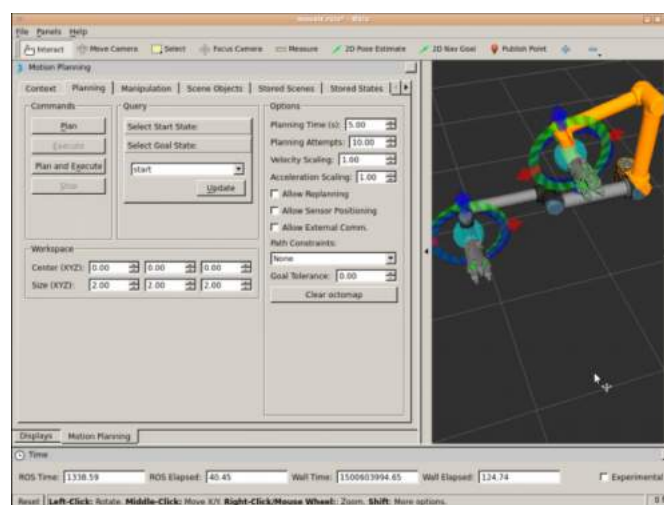 moveit.rviz* - RViz
File Panels Help
Interact Move Camera Select Focus Camera Measure 2D Pose Estimate 2D Nav Goal Publish Point
Motion Planning
Context Planning Manipulation Scene Objects Stored Scenes Stored States
Commands Query Options
Plan Select Start State: Planning Time (s): 5.00
Execute Select Goal State: Planning Attempts: 10.00
Plan and Execute start Velocity Scaling: 1.00
Stop Update Acceleration Scaling: 1.00
Allow Replanning
Allow Sensor Positioning
Allow External Comm.
Workspace Path Constraints:
Center (XYZ): 0.00 0.00 0.00 None
Size (XYZ): 2.00 2.00 2.00 Goal Tolerance: 0.00
Clear octomap
Displays Motion Planning
Time
ROS Time: 1338.59 ROS Elapsed: 40.45 Wall Time: 1500603994.65 Wall Elapsed: 124.74 Experimental
Reset Left-Click: Rotate. Middle-Click: Move X/Y. Right-Click/Mouse Wheel: Zoom. Shift: More options.